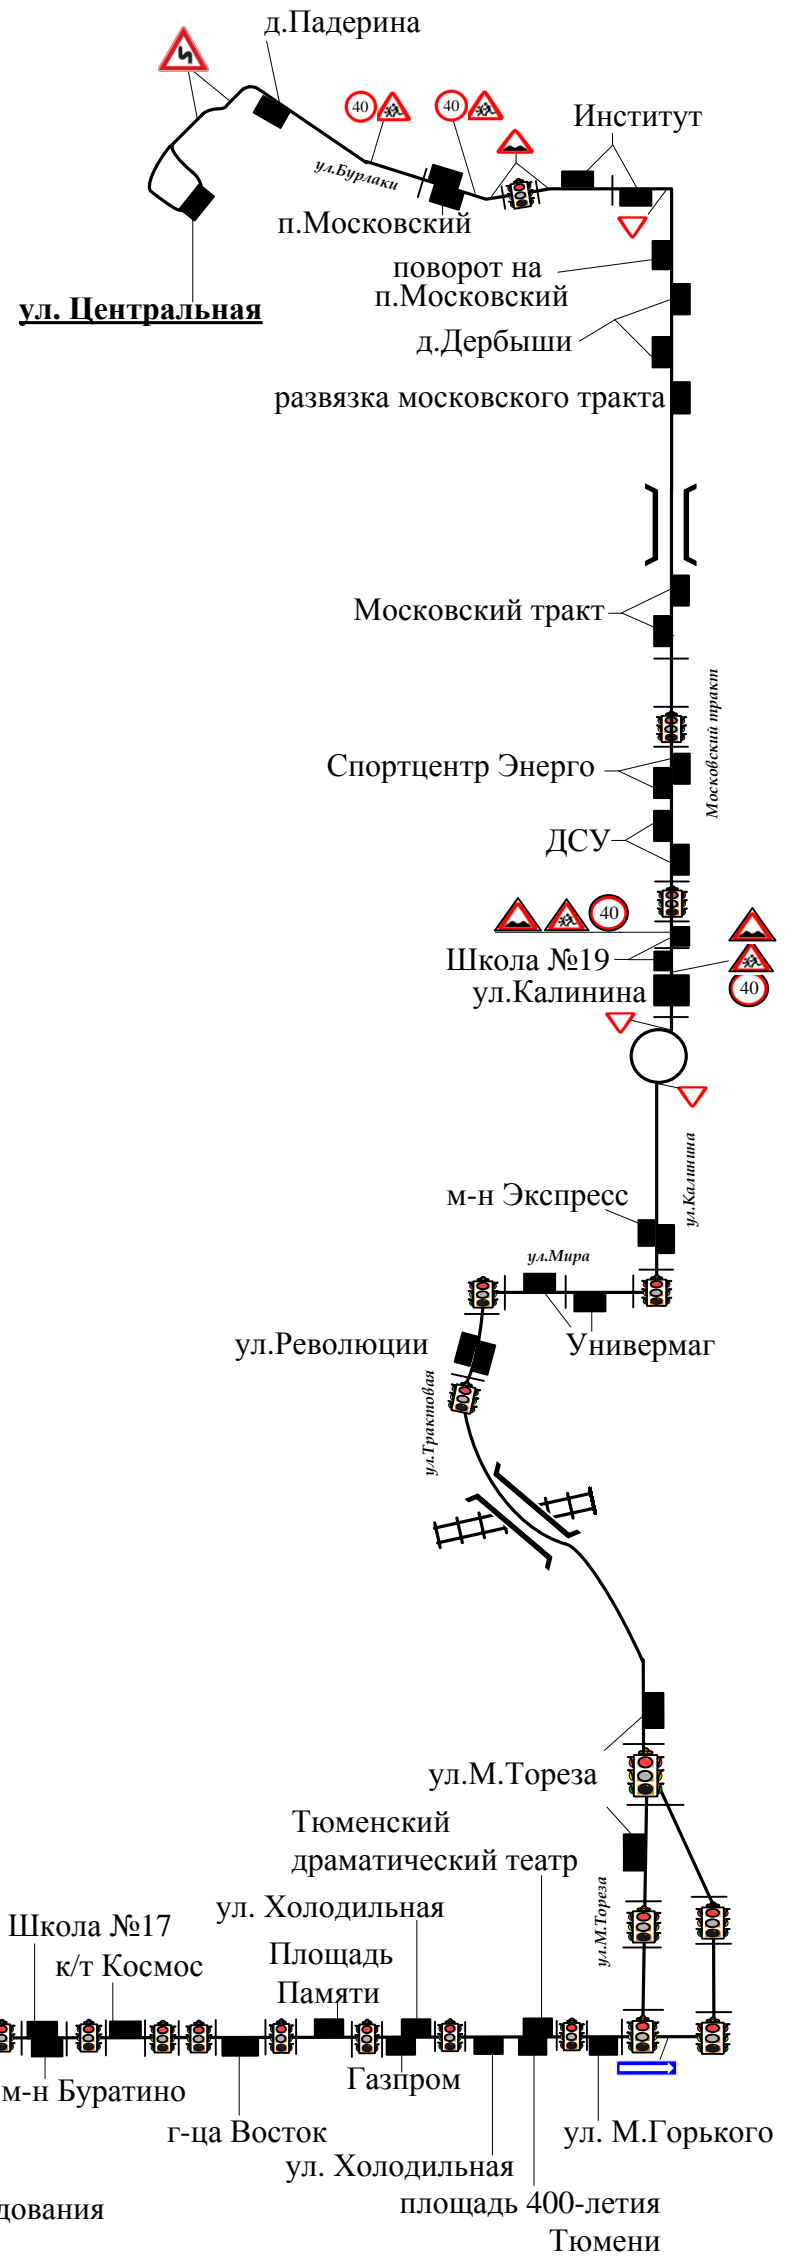 д.Падерина
40
40
Институт
ул.Бурлаки
п.Московский
поворот на
п.Московский
ул. Центральная
д.Дербыши
развязка московского тракта
Московский тракт
Московский тракт
Спортцентр Энерго
ДСУ
40
Школа №19
ул.Калинина
40
ул.Калинина
м-н Экспресс
ул.Мира
ул.Революции
Универмаг
ул.Трактовая
ул.М.Тореза
Тюменский
драматический театр
ул.М.Тореза
ул. Холодильная
Школа №17
Площадь
Памяти
к/т Космос
м-н Буратино
Газпром
г-ца Восток
ул. М.Горького
ул. Холодильная
площадь 400-летия
Тюмени
дования